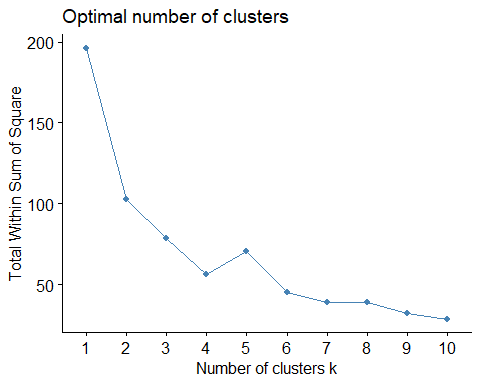 Optimal number of clusters
200
150
100
50
Total Within Sum of Square
1 2 3 4 5 6 7 8 9 10
Number of clusters k